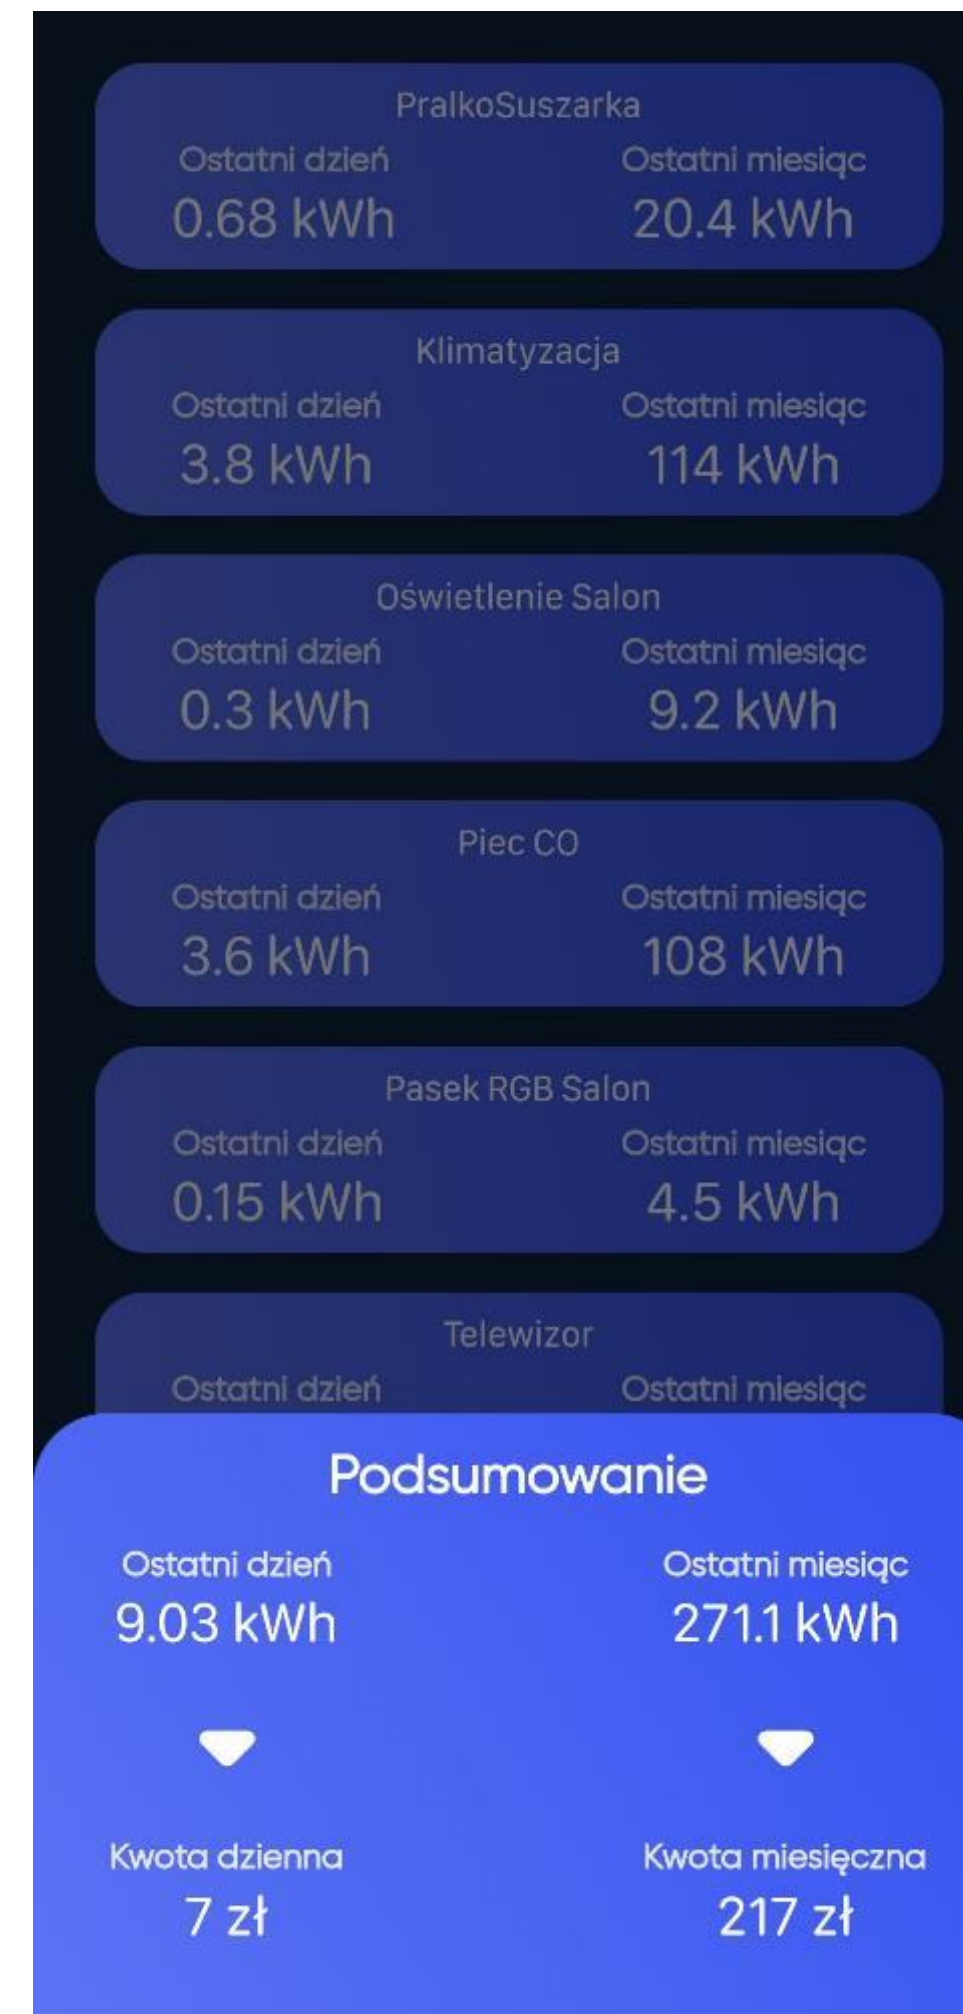 PralkoSuszarka
Ostatni dzień Ostatni miesiąc
0.68 kWh 20.4 kWh
Klimatyzacja
Ostatni dzień Ostatni miesiąc
3.8 kWh 114 kWh
Oświetlenie Salon
Ostatni dzień Ostatni miesiąc
0.3 kWh 9.2 kWh
Piec CO
Ostatni dzień Ostatni miesiąc
3.6 kWh 108 kWh
Pasek RGB Salon
Ostatni dzień Ostatni miesiąc
0.15 kWh 4.5 kWh
Telewizor
Ostatni dzień Ostatni miesiąc
Podsumowanie
Ostatni dzień Ostatni miesiąc
9.03 kWh 271.1 kWh
Kwota dzienna Kwota miesięczna
7 zł 217 zł